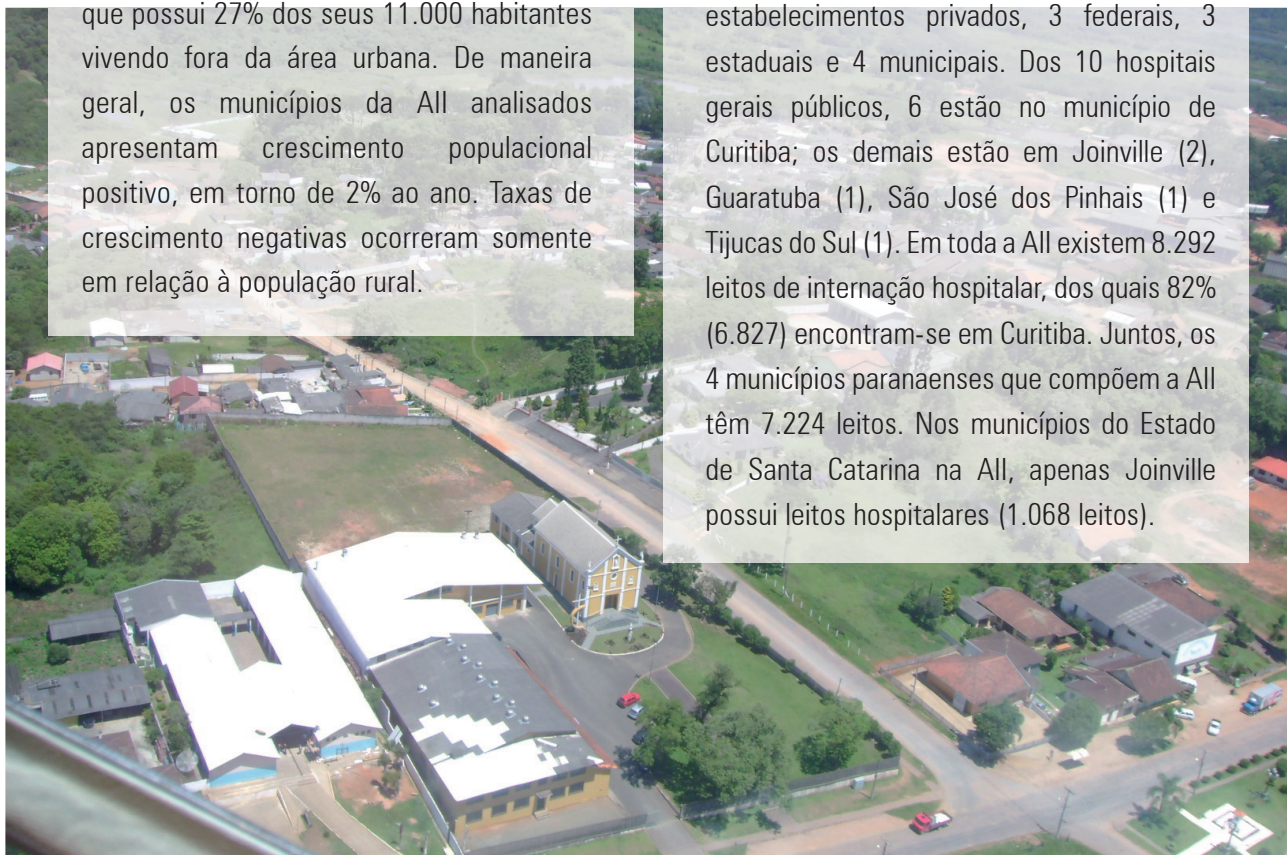 que possui 27% dos seus 11.000 habitantes
vivendo fora da área urbana. De maneira
geral, os municípios da AII analisados
apresentam crescimento populacional
positivo, em torno de 2% ao ano. Taxas de
crescimento negativas ocorreram somente
em relação à população rural.
estabelecimentos privados, 3 federais, 3
estaduais e 4 municipais. Dos 10 hospitais
gerais públicos, 6 estão no município de
Curitiba; os demais estão em Joinville (2),
Guaratuba (1), São José dos Pinhais (1) e
Tijucas do Sul (1). Em toda a AII existem 8.292
leitos de internação hospitalar, dos quais 82%
(6.827) encontram-se em Curitiba. Juntos, os
4 municípios paranaenses que compõem a AII
têm 7.224 leitos. Nos municípios do Estado
de Santa Catarina na AII, apenas Joinville
possui leitos hospitalares (1.068 leitos).